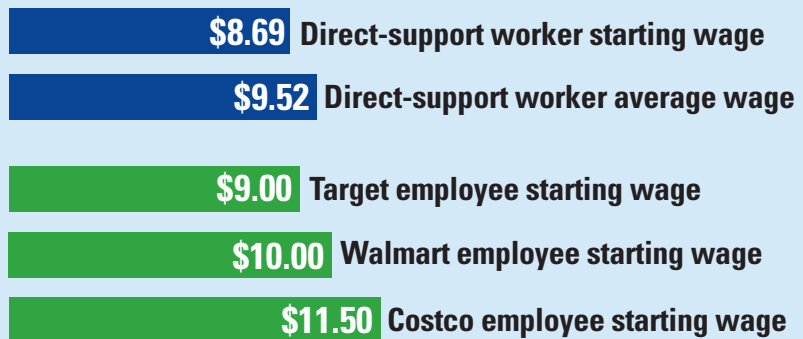 $8.69 Direct-support worker starting wage
$9.52 Direct-support worker average wage
$9.00 Target employee starting wage
$10.00 Walmart employee starting wage
$11.50 Costco employee starting wage